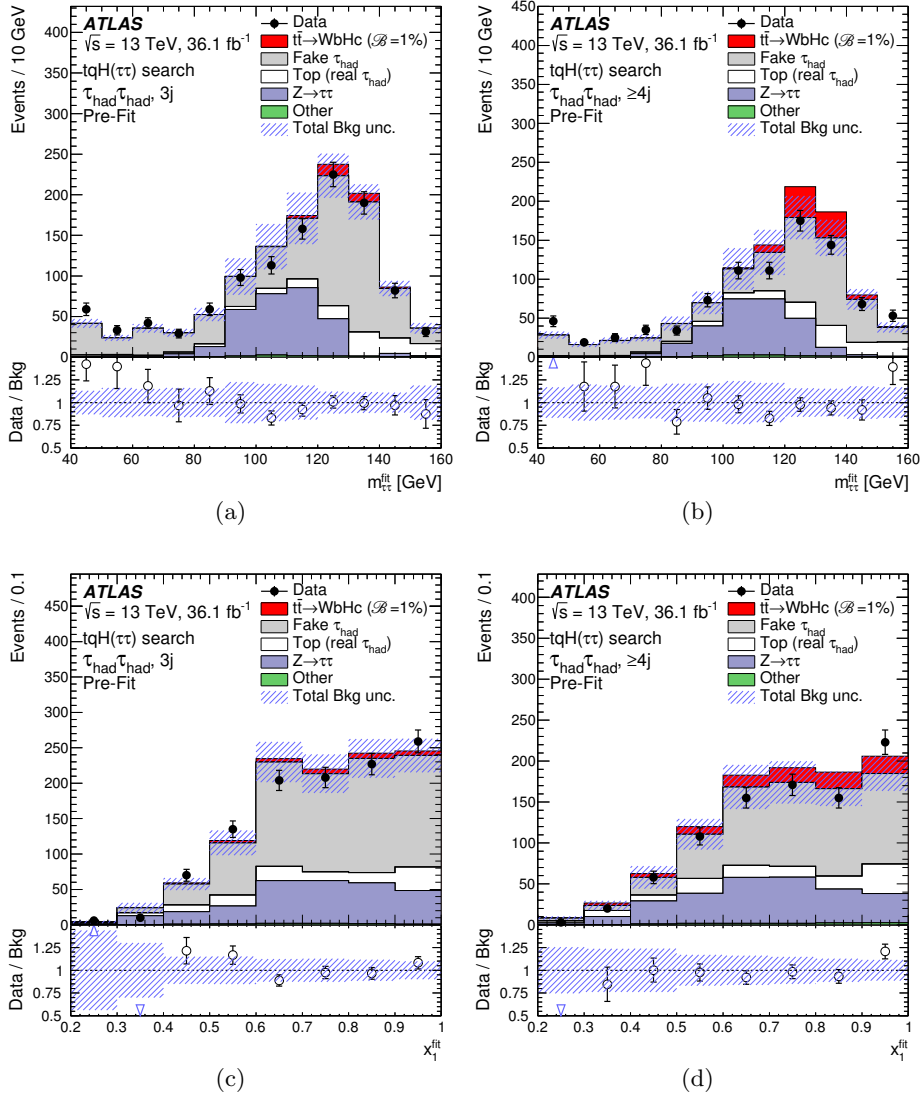 ATLAS
√s = 13 TeV, 36.1 fb⁻¹
tqH(ττ) search
τhadτhad, 3j
Pre-Fit
Data
tt̄→WbHc (ℬ=1%)
Fake τhad
Top (real τhad)
Z→ττ
Other
Total Bkg unc.
Events / 10 GeV
450
400
350
300
250
200
150
100
50
0
Data / Bkg
1.25
1
0.75
0.5
40 60 80 100 120 140 160
mττ^fit [GeV]
(a)
ATLAS
√s = 13 TeV, 36.1 fb⁻¹
tqH(ττ) search
τhadτhad, ≥4j
Pre-Fit
Data
tt̄→WbHc (ℬ=1%)
Fake τhad
Top (real τhad)
Z→ττ
Other
Total Bkg unc.
Events / 10 GeV
450
400
350
300
250
200
150
100
50
0
Data / Bkg
1.25
1
0.75
0.5
40 60 80 100 120 140 160
mττ^fit [GeV]
(b)
ATLAS
√s = 13 TeV, 36.1 fb⁻¹
tqH(ττ) search
τhadτhad, 3j
Pre-Fit
Data
tt̄→WbHc (ℬ=1%)
Fake τhad
Top (real τhad)
Z→ττ
Other
Total Bkg unc.
Events / 0.1
450
400
350
300
250
200
150
100
50
0
Data / Bkg
1.25
1
0.75
0.5
0.2 0.3 0.4 0.5 0.6 0.7 0.8 0.9 1
x₁^fit
(c)
ATLAS
√s = 13 TeV, 36.1 fb⁻¹
tqH(ττ) search
τhadτhad, ≥4j
Pre-Fit
Data
tt̄→WbHc (ℬ=1%)
Fake τhad
Top (real τhad)
Z→ττ
Other
Total Bkg unc.
Events / 0.1
400
350
300
250
200
150
100
50
0
Data / Bkg
1.25
1
0.75
0.5
0.2 0.3 0.4 0.5 0.6 0.7 0.8 0.9 1
x₁^fit
(d)